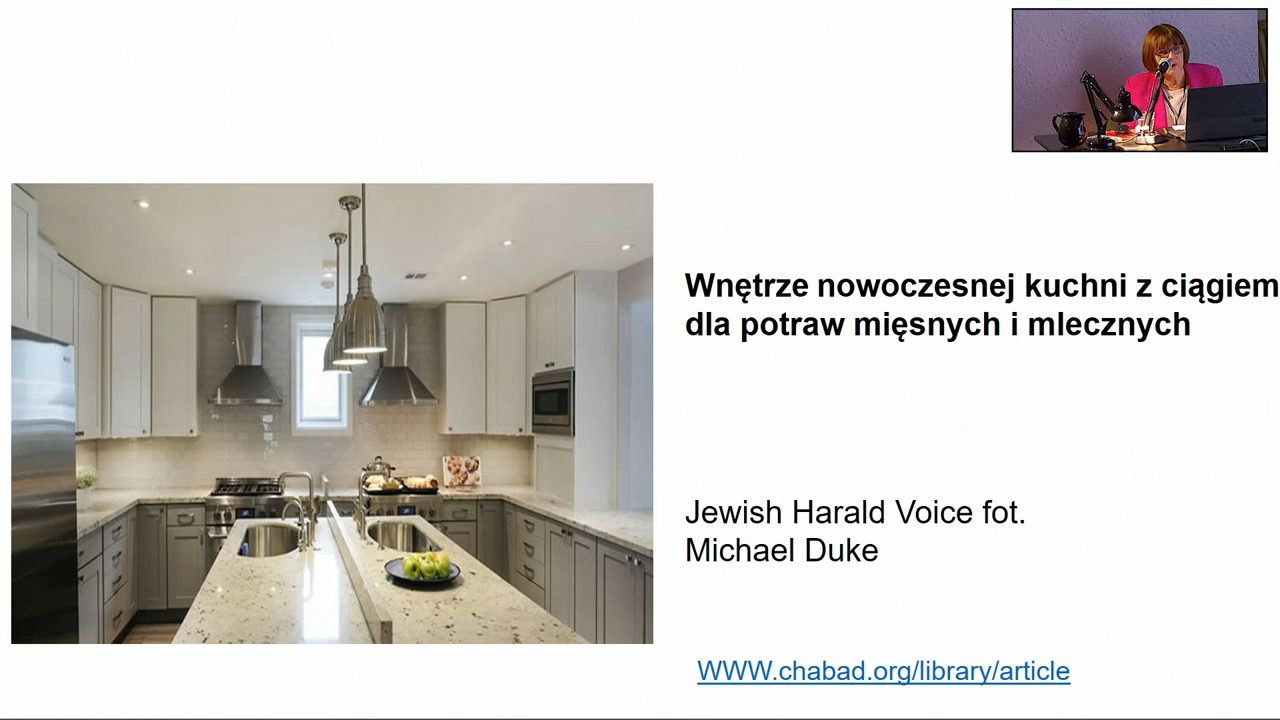 Wnętrze nowoczesnej kuchni z ciągiem
dla potraw mięsnych i mlecznych
Jewish Harald Voice fot.
Michael Duke
WWW.chabad.org/library/article